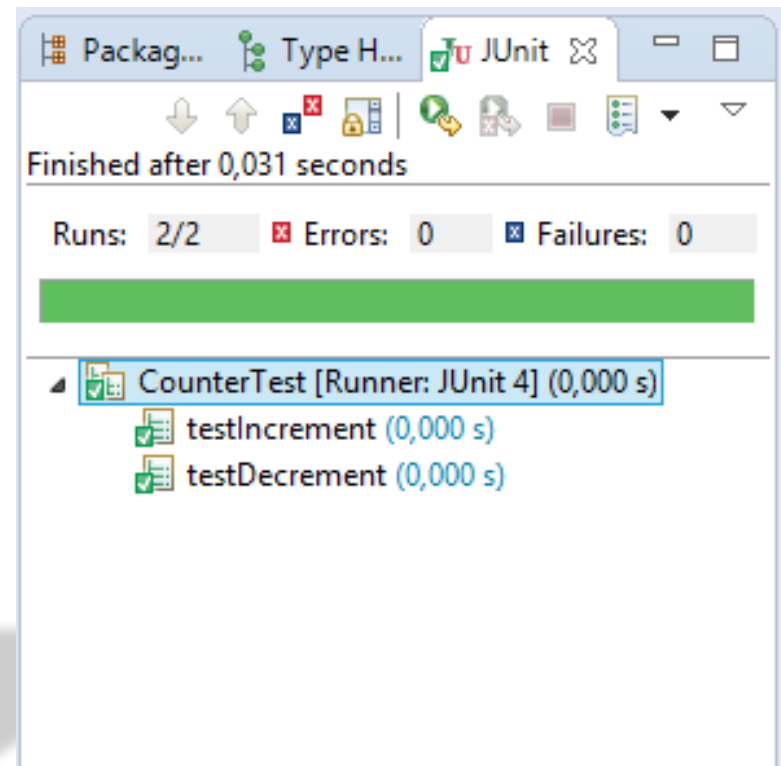 Packag... Type H... JUnit
Finished after 0,031 seconds
Runs: 2/2 Errors: 0 Failures: 0
CounterTest [Runner: JUnit 4] (0,000 s)
testIncrement (0,000 s)
testDecrement (0,000 s)